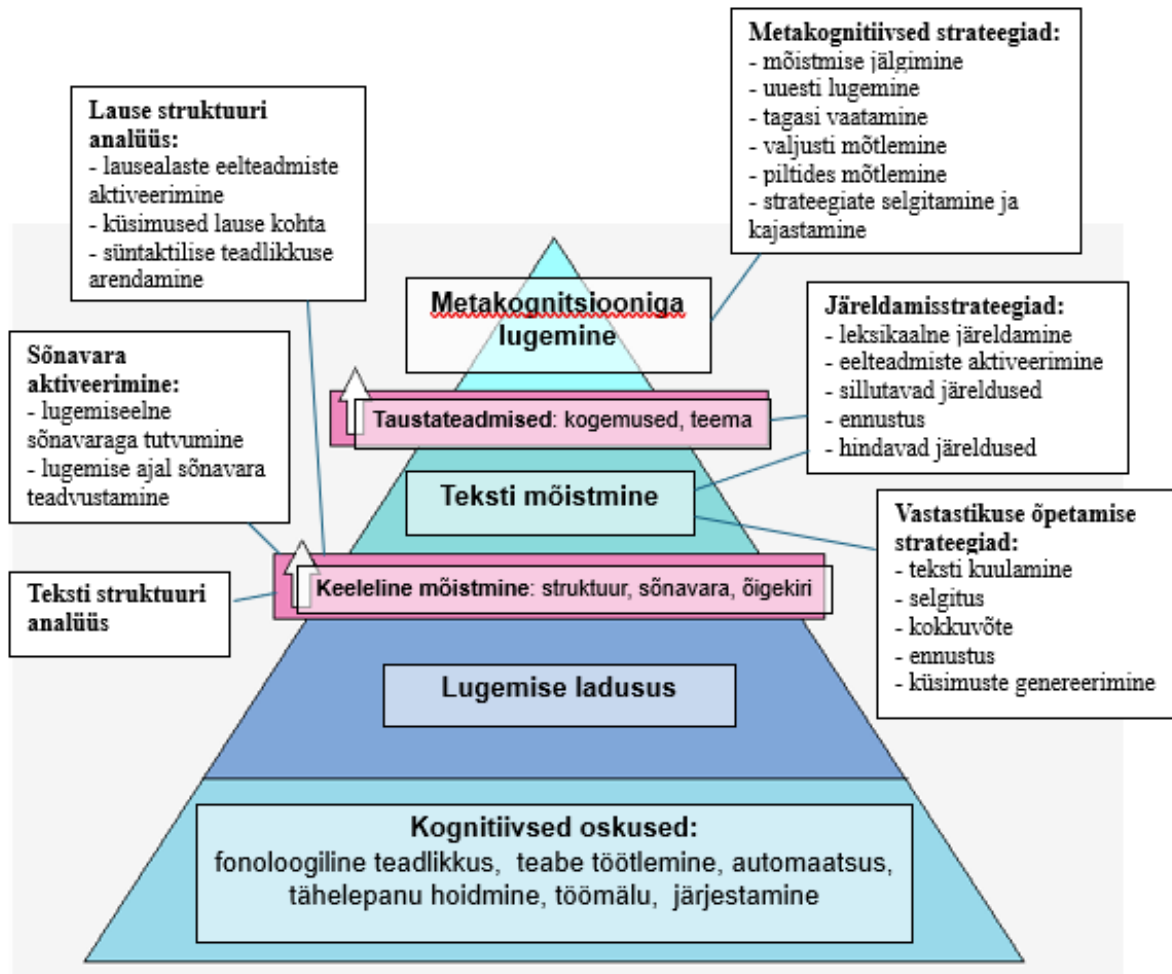 Metakognitiivsed strateegiad:
- mõistmise jälgimine
- uuesti lugemine
- tagasi vaatamine
- valjusti mõtlemine
- piltides mõtlemine
- strateegiate selgitamine ja
kajastamine
Lause struktuuri
analüüs:
- lausealaste eelteadmiste
aktiveerimine
- küsimused lause kohta
- süntaktilise teadlikkuse
arendamine
Metakognitsiooniga
lugemine
Järeldamisstrateegiad:
- leksikaalne järeldamine
- eelteadmiste aktiveerimine
- sillutavad järeldused
- ennustus
- hindavad järeldused
Sõnavara
aktiveerimine:
- lugemiseelne
sõnavaraga tutvumine
- lugemise ajal sõnavara
teadvustamine
Taustateadmised: kogemused, teema
Teksti mõistmine
Vastastikuse õpetamise
strateegiad:
- teksti kuulamine
- selgitus
- kokkuvõte
- ennustus
- küsimuste genereerimine
Teksti struktuuri
analüüs
Keeleline mõistmine: struktuur, sõnavara, õigekiri
Lugemise ladusus
Kognitiivsed oskused:
fonoloogiline teadlikkus, teabe töötlemine, automaatsus,
tähelepanu hoidmine, töömälu, järjestamine